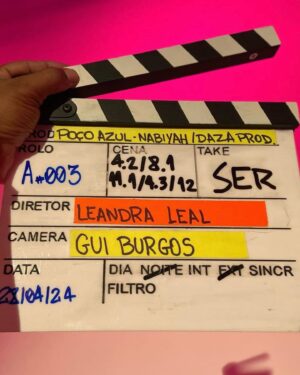 PROD POÇO AZUL-NABIYAH/DAZA PROD.
ROLO CENA TAKE
A#003 4.2/8.1 SER
11.1/4.3/12
DIRETOR LEANDRA LEAL
CAMERA GUI BURGOS
DATA DIA NOITE INT EXT SINCR
28/04/24 FILTRO